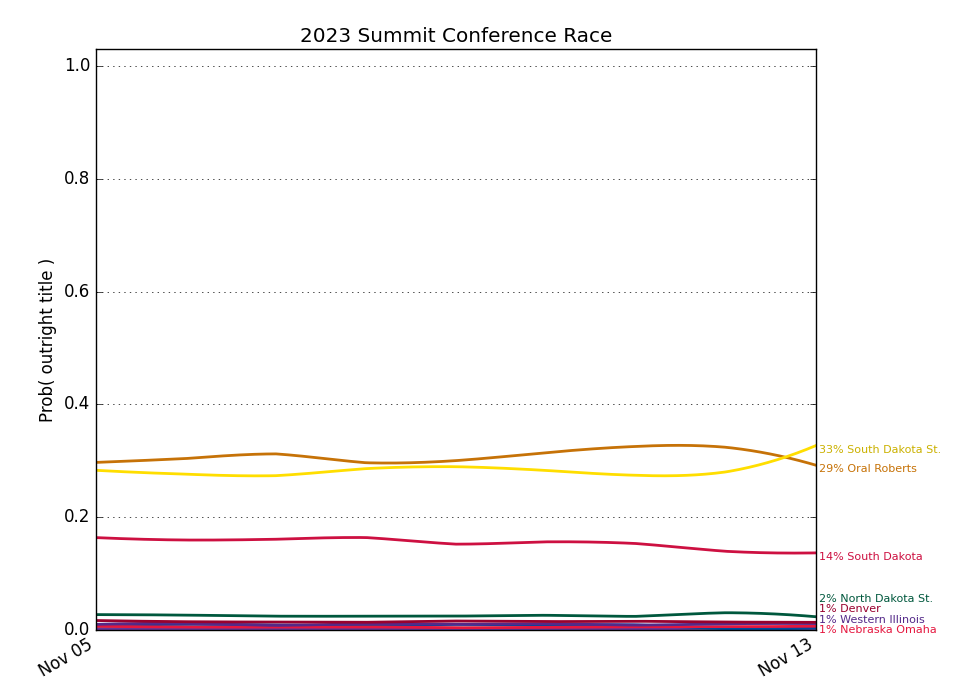 2023 Summit Conference Race
Prob( outright title )
1.0
0.8
0.6
0.4
0.2
0.0
Nov 05
Nov 13
33% South Dakota St.
29% Oral Roberts
14% South Dakota
2% North Dakota St.
1% Denver
1% Western Illinois
1% Nebraska Omaha